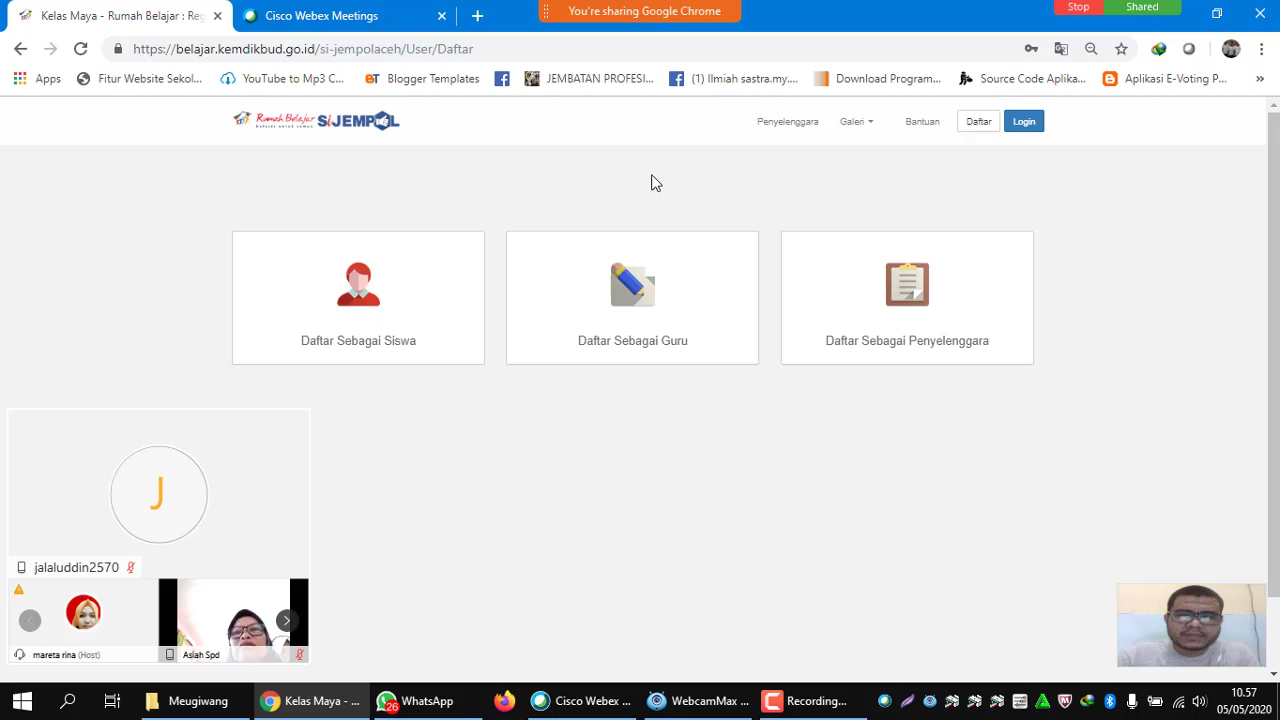 Kelas Maya - Rumah Belajar : Reg
Cisco Webex Meetings
You're sharing Google Chrome
Stop
Shared
https://belajar.kemdikbud.go.id/si-jempolaceh/User/Daftar
Apps
Fitur Website Sekol...
YouTube to Mp3 C...
Blogger Templates
JEMBATAN PROFESI...
(1) Ilmiah sastra.my....
Download Program...
Source Code Aplika...
Aplikasi E-Voting P...
»
Rumah Belajar
SiJEMPOL
Penyelenggara
Galeri
Bantuan
Daftar
Login
Daftar Sebagai Siswa
Daftar Sebagai Guru
Daftar Sebagai Penyelenggara
J
jalaluddin2570
mareta rina (Host)
Aslah Spd
Meugiwang
Kelas Maya - ...
26
WhatsApp
Cisco Webex ...
WebcamMax ...
Recording...
10.57
05/05/2020